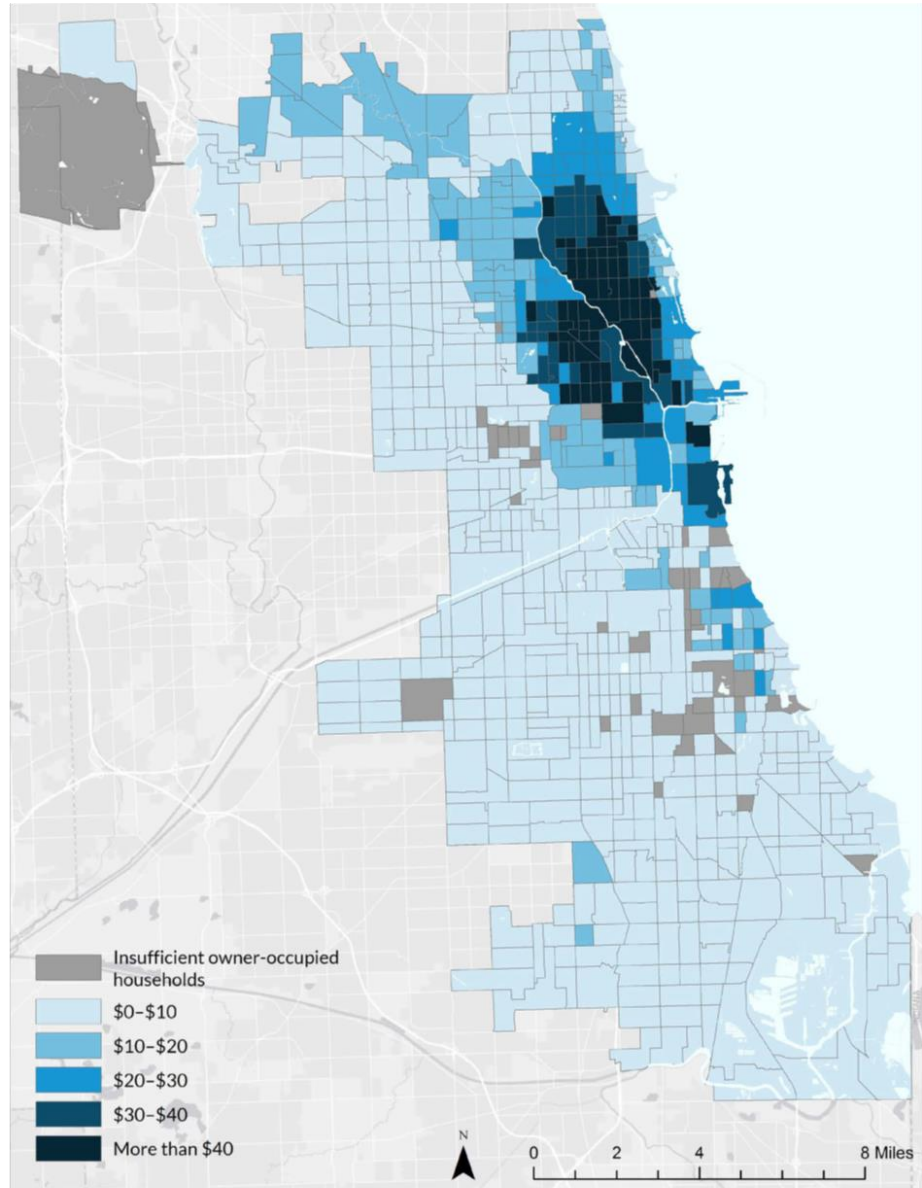 Insufficient owner-occupied
households
$0–$10
$10–$20
$20–$30
$30–$40
More than $40
N
0 2 4 8 Miles